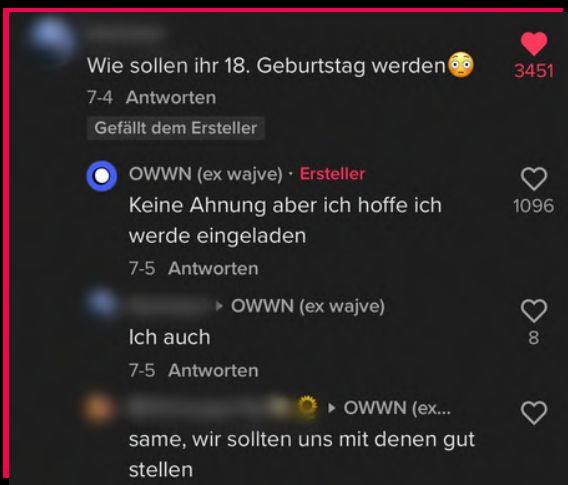 Wie sollen ihr 18. Geburtstag werden😳
3451
7-4 Antworten
Gefällt dem Ersteller
OWWN (ex wajve) · Ersteller
Keine Ahnung aber ich hoffe ich
1096
werde eingeladen
7-5 Antworten
▸ OWWN (ex wajve)
Ich auch
8
7-5 Antworten
▸ OWWN (ex...
same, wir sollten uns mit denen gut
stellen